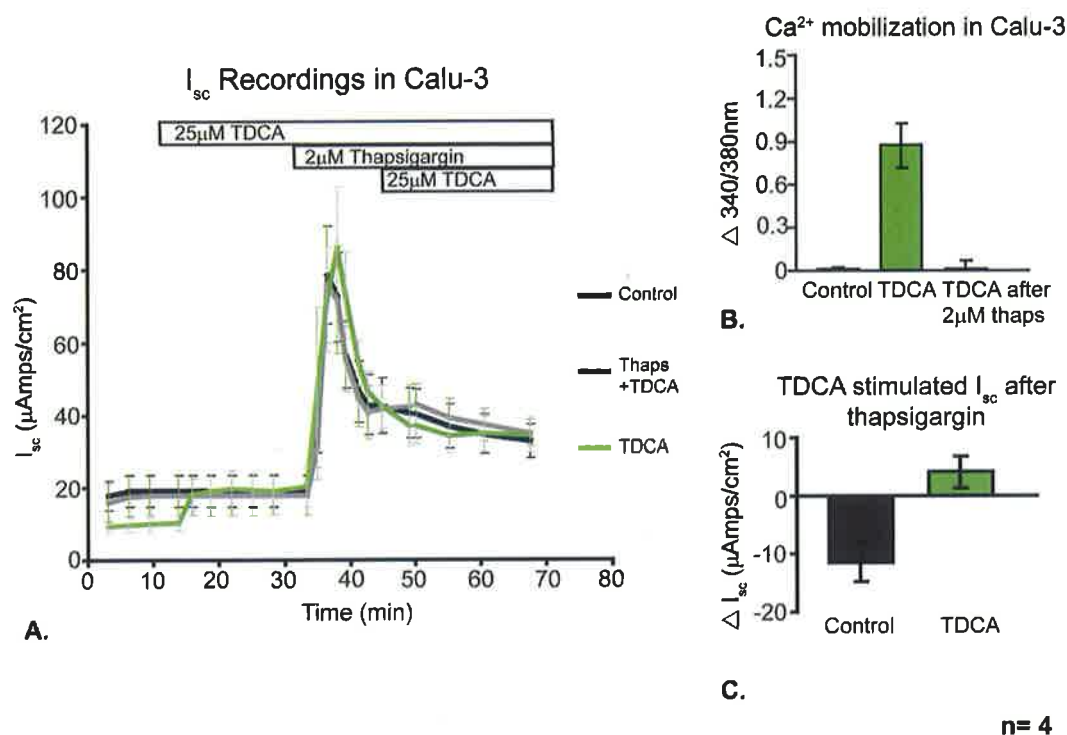 Isc Recordings in Calu-3
25μM TDCA
2μM Thapsigargin
25μM TDCA
120
100
80
60
40
20
0
Isc (μAmps/cm²)
0 10 20 30 40 50 60 70 80
Time (min)
Control
Thaps
+TDCA
TDCA
A.
Ca²⁺ mobilization in Calu-3
1.5
1.2
0.9
0.6
0.3
0
△ 340/380nm
Control TDCA TDCA after
2μM thaps
B.
TDCA stimulated Isc after
thapsigargin
10
0
-10
-20
△ Isc (μAmps/cm²)
Control TDCA
C.
n= 4